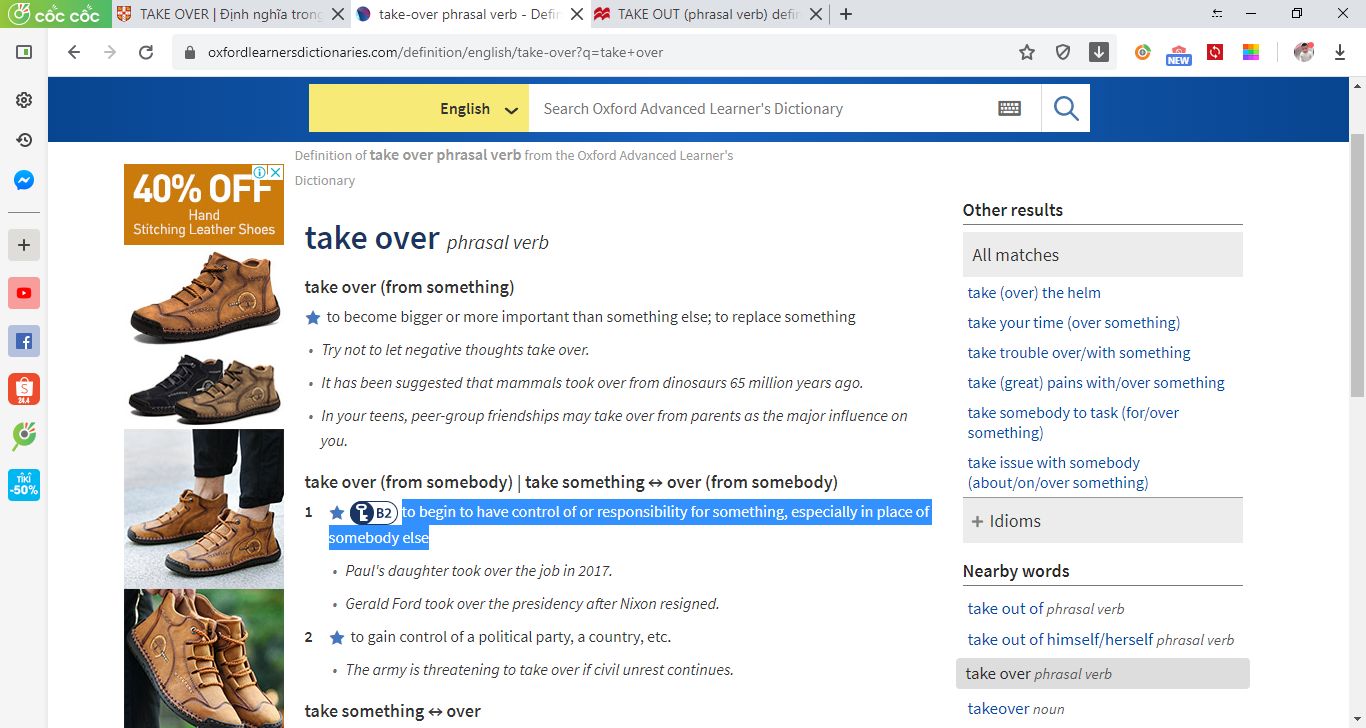 cốc cốc
TAKE OVER | Định nghĩa trong
take-over phrasal verb - Defin
TAKE OUT (phrasal verb) defin
oxfordlearnersdictionaries.com/definition/english/take-over?q=take+over
NEW
English
Search Oxford Advanced Learner's Dictionary
Definition of take over phrasal verb from the Oxford Advanced Learner's
Dictionary
40% OFF
Hand
Stitching Leather Shoes
take over phrasal verb
take over (from something)
to become bigger or more important than something else; to replace something
• Try not to let negative thoughts take over.
• It has been suggested that mammals took over from dinosaurs 65 million years ago.
• In your teens, peer-group friendships may take over from parents as the major influence on
you.
take over (from somebody) | take something ↔ over (from somebody)
1 B2 to begin to have control of or responsibility for something, especially in place of
somebody else
• Paul's daughter took over the job in 2017.
• Gerald Ford took over the presidency after Nixon resigned.
2 to gain control of a political party, a country, etc.
• The army is threatening to take over if civil unrest continues.
take something ↔ over
Other results
All matches
take (over) the helm
take your time (over something)
take trouble over/with something
take (great) pains with/over something
take somebody to task (for/over
something)
take issue with somebody
(about/on/over something)
+ Idioms
Nearby words
take out of phrasal verb
take out of himself/herself phrasal verb
take over phrasal verb
takeover noun
S
24.4
TIKI
-50%